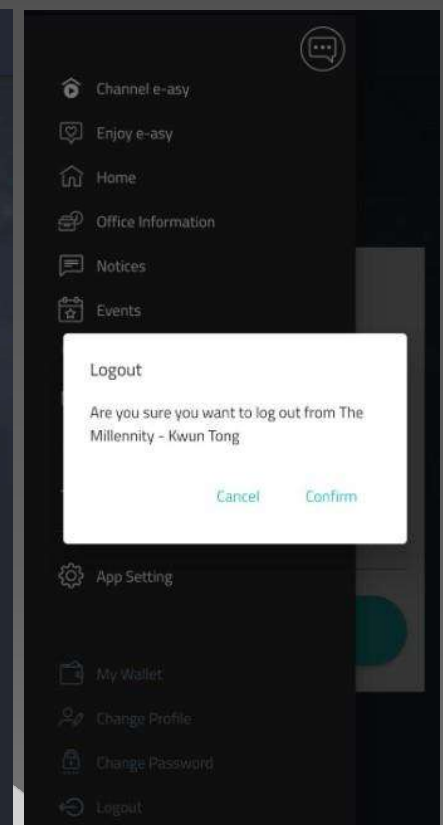 Channel e-asy
Enjoy e-asy
Home
Office Information
Notices
Events
Logout
Are you sure you want to log out from The
Millennity - Kwun Tong
Cancel Confirm
App Setting
My Wallet
Change Profile
Change Password
Logout